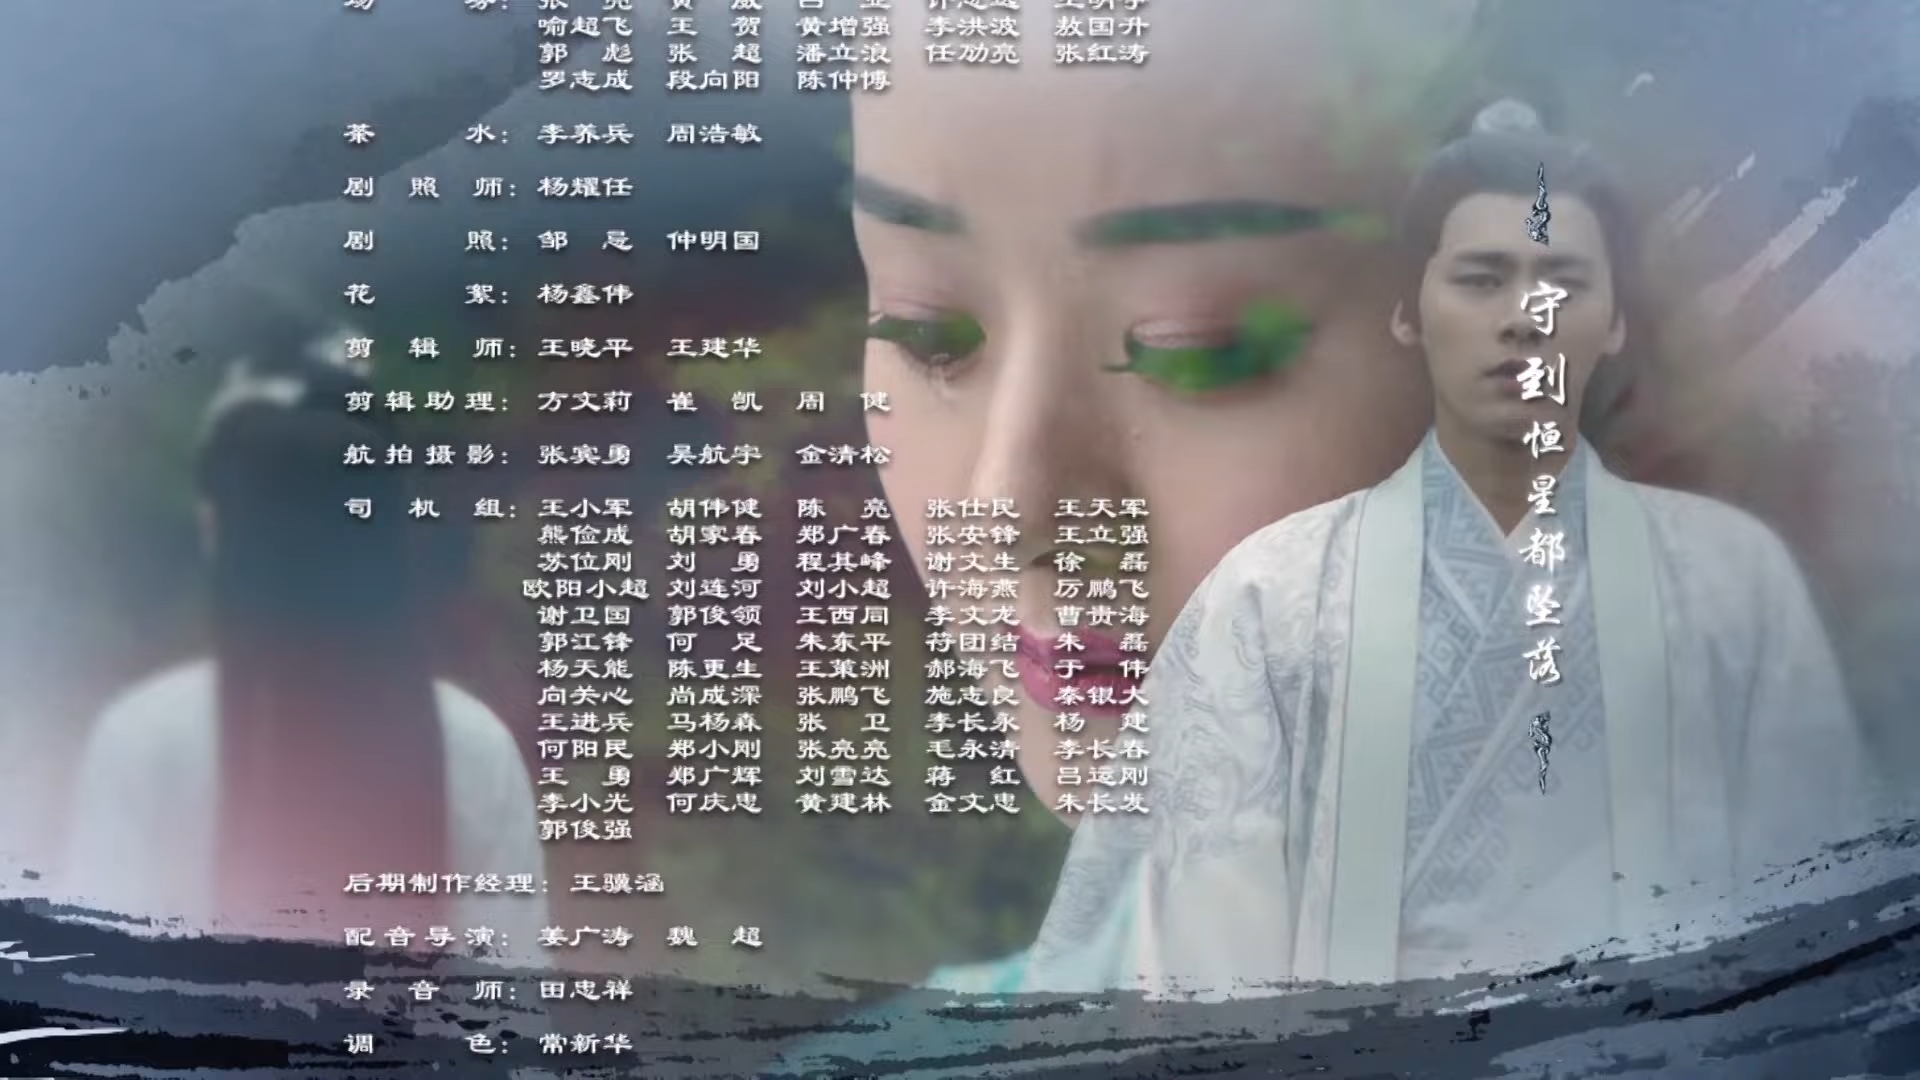 喻超飞 王 贺 黄增强 李洪波 敖国升
郭 彪 张 超 潘立浪 任劢亮 张红涛
罗志成 段向阳 陈仲博
茶 水：李养兵 周浩敏
剧 照 师：杨耀任
剧 照：邹 忌 仲明国
花 絮：杨鑫伟
剪 辑 师：王晓平 王建华
剪辑助理：方文莉 崔 凯 周 健
航拍摄影：张宾勇 吴航宇 金清松
司 机 组：王小军 胡伟健 陈 亮 张仕民 王天军
熊俭成 胡家春 郑广春 张安锋 王立强
苏位刚 刘 勇 程其峰 谢文生 徐 磊
欧阳小超 刘连河 刘小超 许海燕 厉鹏飞
谢卫国 郭俊领 王西同 李文龙 曹贵海
郭江锋 何 足 朱东平 符团结 朱 磊
杨天能 陈更生 王策洲 郝海飞 于 伟
向关心 尚成深 张鹏飞 施志良 秦银大
王进兵 马杨森 张 卫 李长永 杨 建
何阳民 郑小刚 张亮亮 毛永清 李长春
王 勇 郑广辉 刘雪达 蒋 红 吕运刚
李小光 何庆忠 黄建林 金文忠 朱长发
郭俊强
后期制作经理：王骥涵
配音导演：姜广涛 魏 超
录 音 师：田忠祥
调 色：常新华
守到恒星都坠落